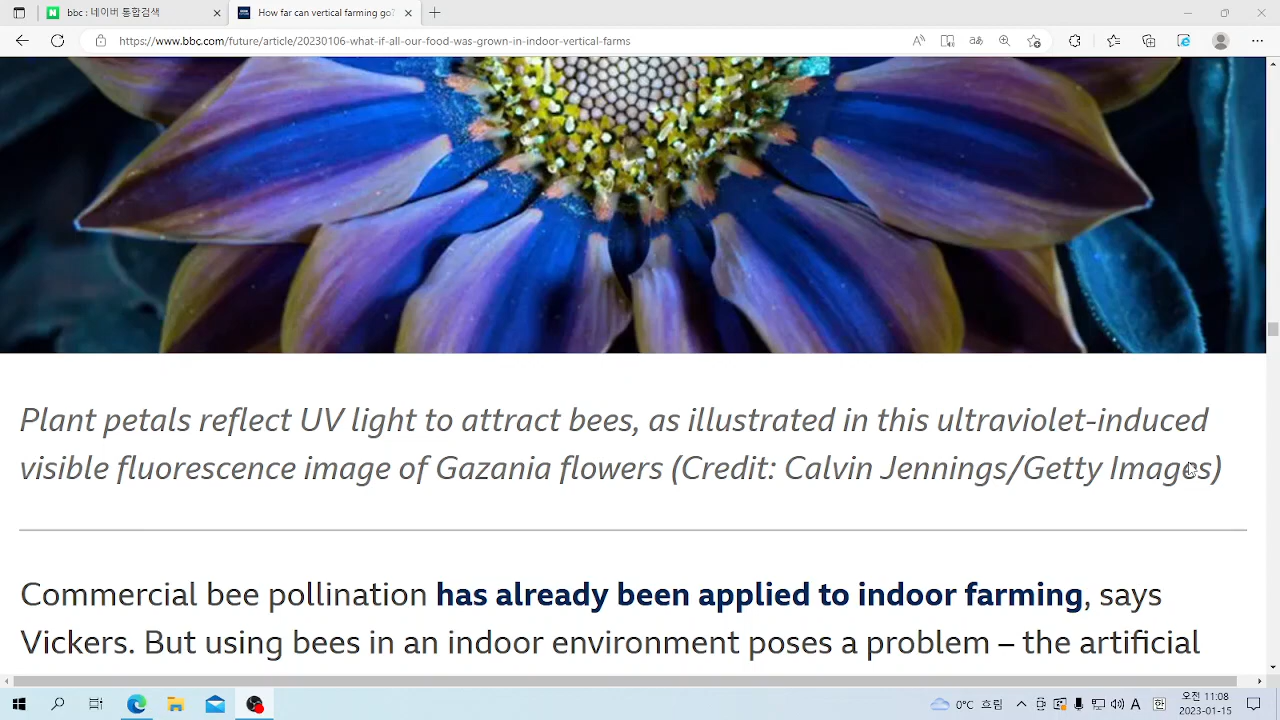 bbc : 네이버 통합검색
How far can vertical farming go?
https://www.bbc.com/future/article/20230106-what-if-all-our-food-was-grown-in-indoor-vertical-farms
Plant petals reflect UV light to attract bees, as illustrated in this ultraviolet-induced
visible fluorescence image of Gazania flowers (Credit: Calvin Jennings/Getty Images)
Commercial bee pollination has already been applied to indoor farming, says
Vickers. But using bees in an indoor environment poses a problem – the artificial
0°C 흐림
A
오전 11:08
2023-01-15